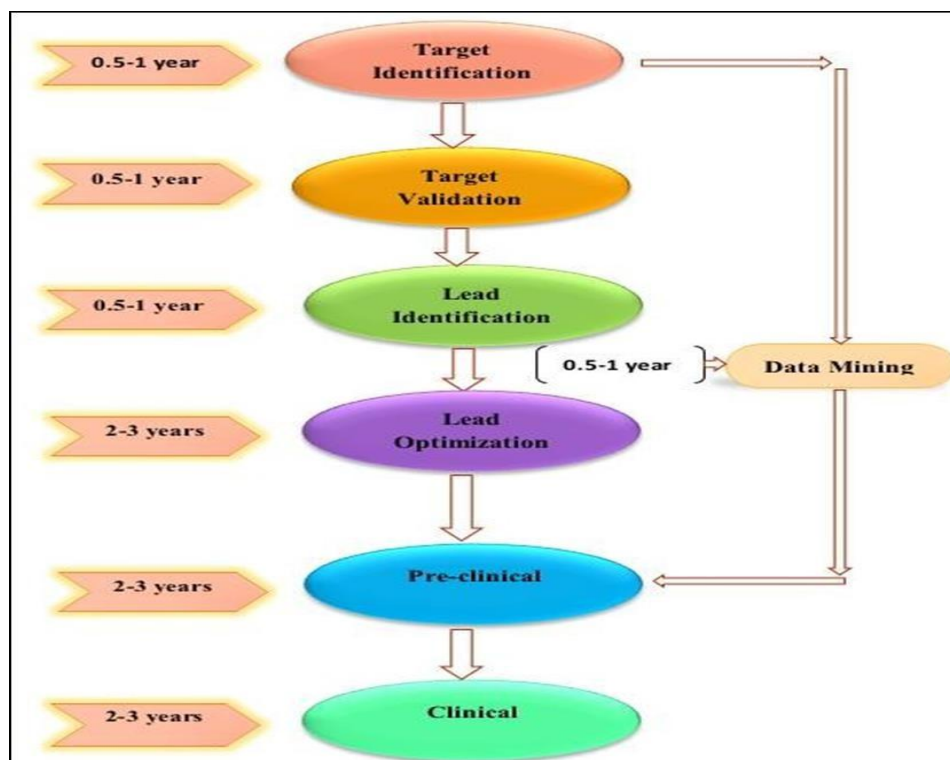 0.5-1 year
Target
Identification
0.5-1 year
Target
Validation
0.5-1 year
Lead
Identification
0.5-1 year
Data Mining
2-3 years
Lead
Optimization
2-3 years
Pre-clinical
2-3 years
Clinical